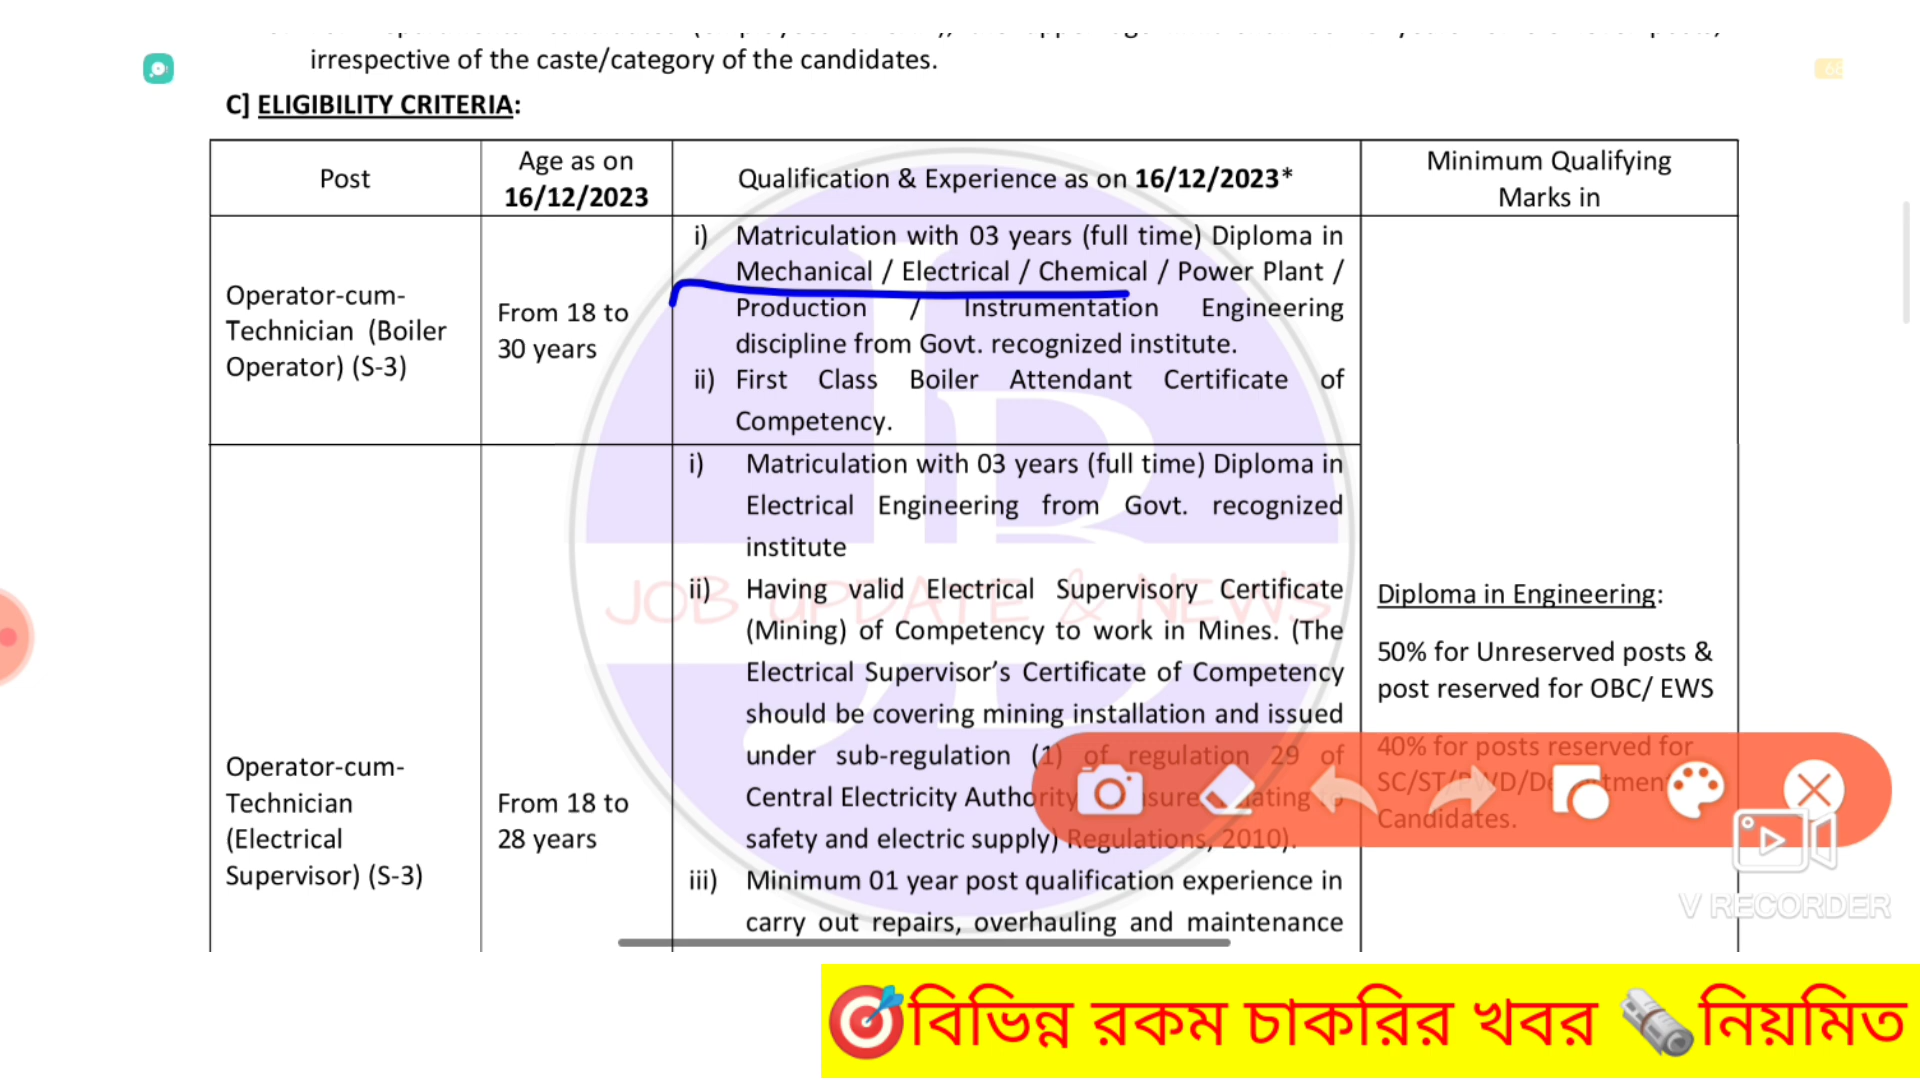 irrespective of the caste/category of the candidates.
C] ELIGIBILITY CRITERIA:
Post
Age as on
16/12/2023
Qualification & Experience as on 16/12/2023*
Minimum Qualifying
Marks in
Operator-cum-
Technician (Boiler
Operator) (S-3)
From 18 to
30 years
i) Matriculation with 03 years (full time) Diploma in
Mechanical / Electrical / Chemical / Power Plant /
Production / Instrumentation Engineering
discipline from Govt. recognized institute.
ii) First Class Boiler Attendant Certificate of
Competency.
Operator-cum-
Technician
(Electrical
Supervisor) (S-3)
From 18 to
28 years
i) Matriculation with 03 years (full time) Diploma in
Electrical Engineering from Govt. recognized
institute
ii) Having valid Electrical Supervisory Certificate
(Mining) of Competency to work in Mines. (The
Electrical Supervisor's Certificate of Competency
should be covering mining installation and issued
under sub-regulation (1) of regulation 29 of
Central Electricity Authority
safety and electric supply) Regulations, 2010).
iii) Minimum 01 year post qualification experience in
carry out repairs, overhauling and maintenance
Diploma in Engineering:
50% for Unreserved posts &
post reserved for OBC/ EWS
40% for posts reserved for
SC/ST/PWD/
Candidates.
JOB UPDATE & NEWS
V RECORDER
বিভিন্ন রকম চাকরির খবর নিয়মিত